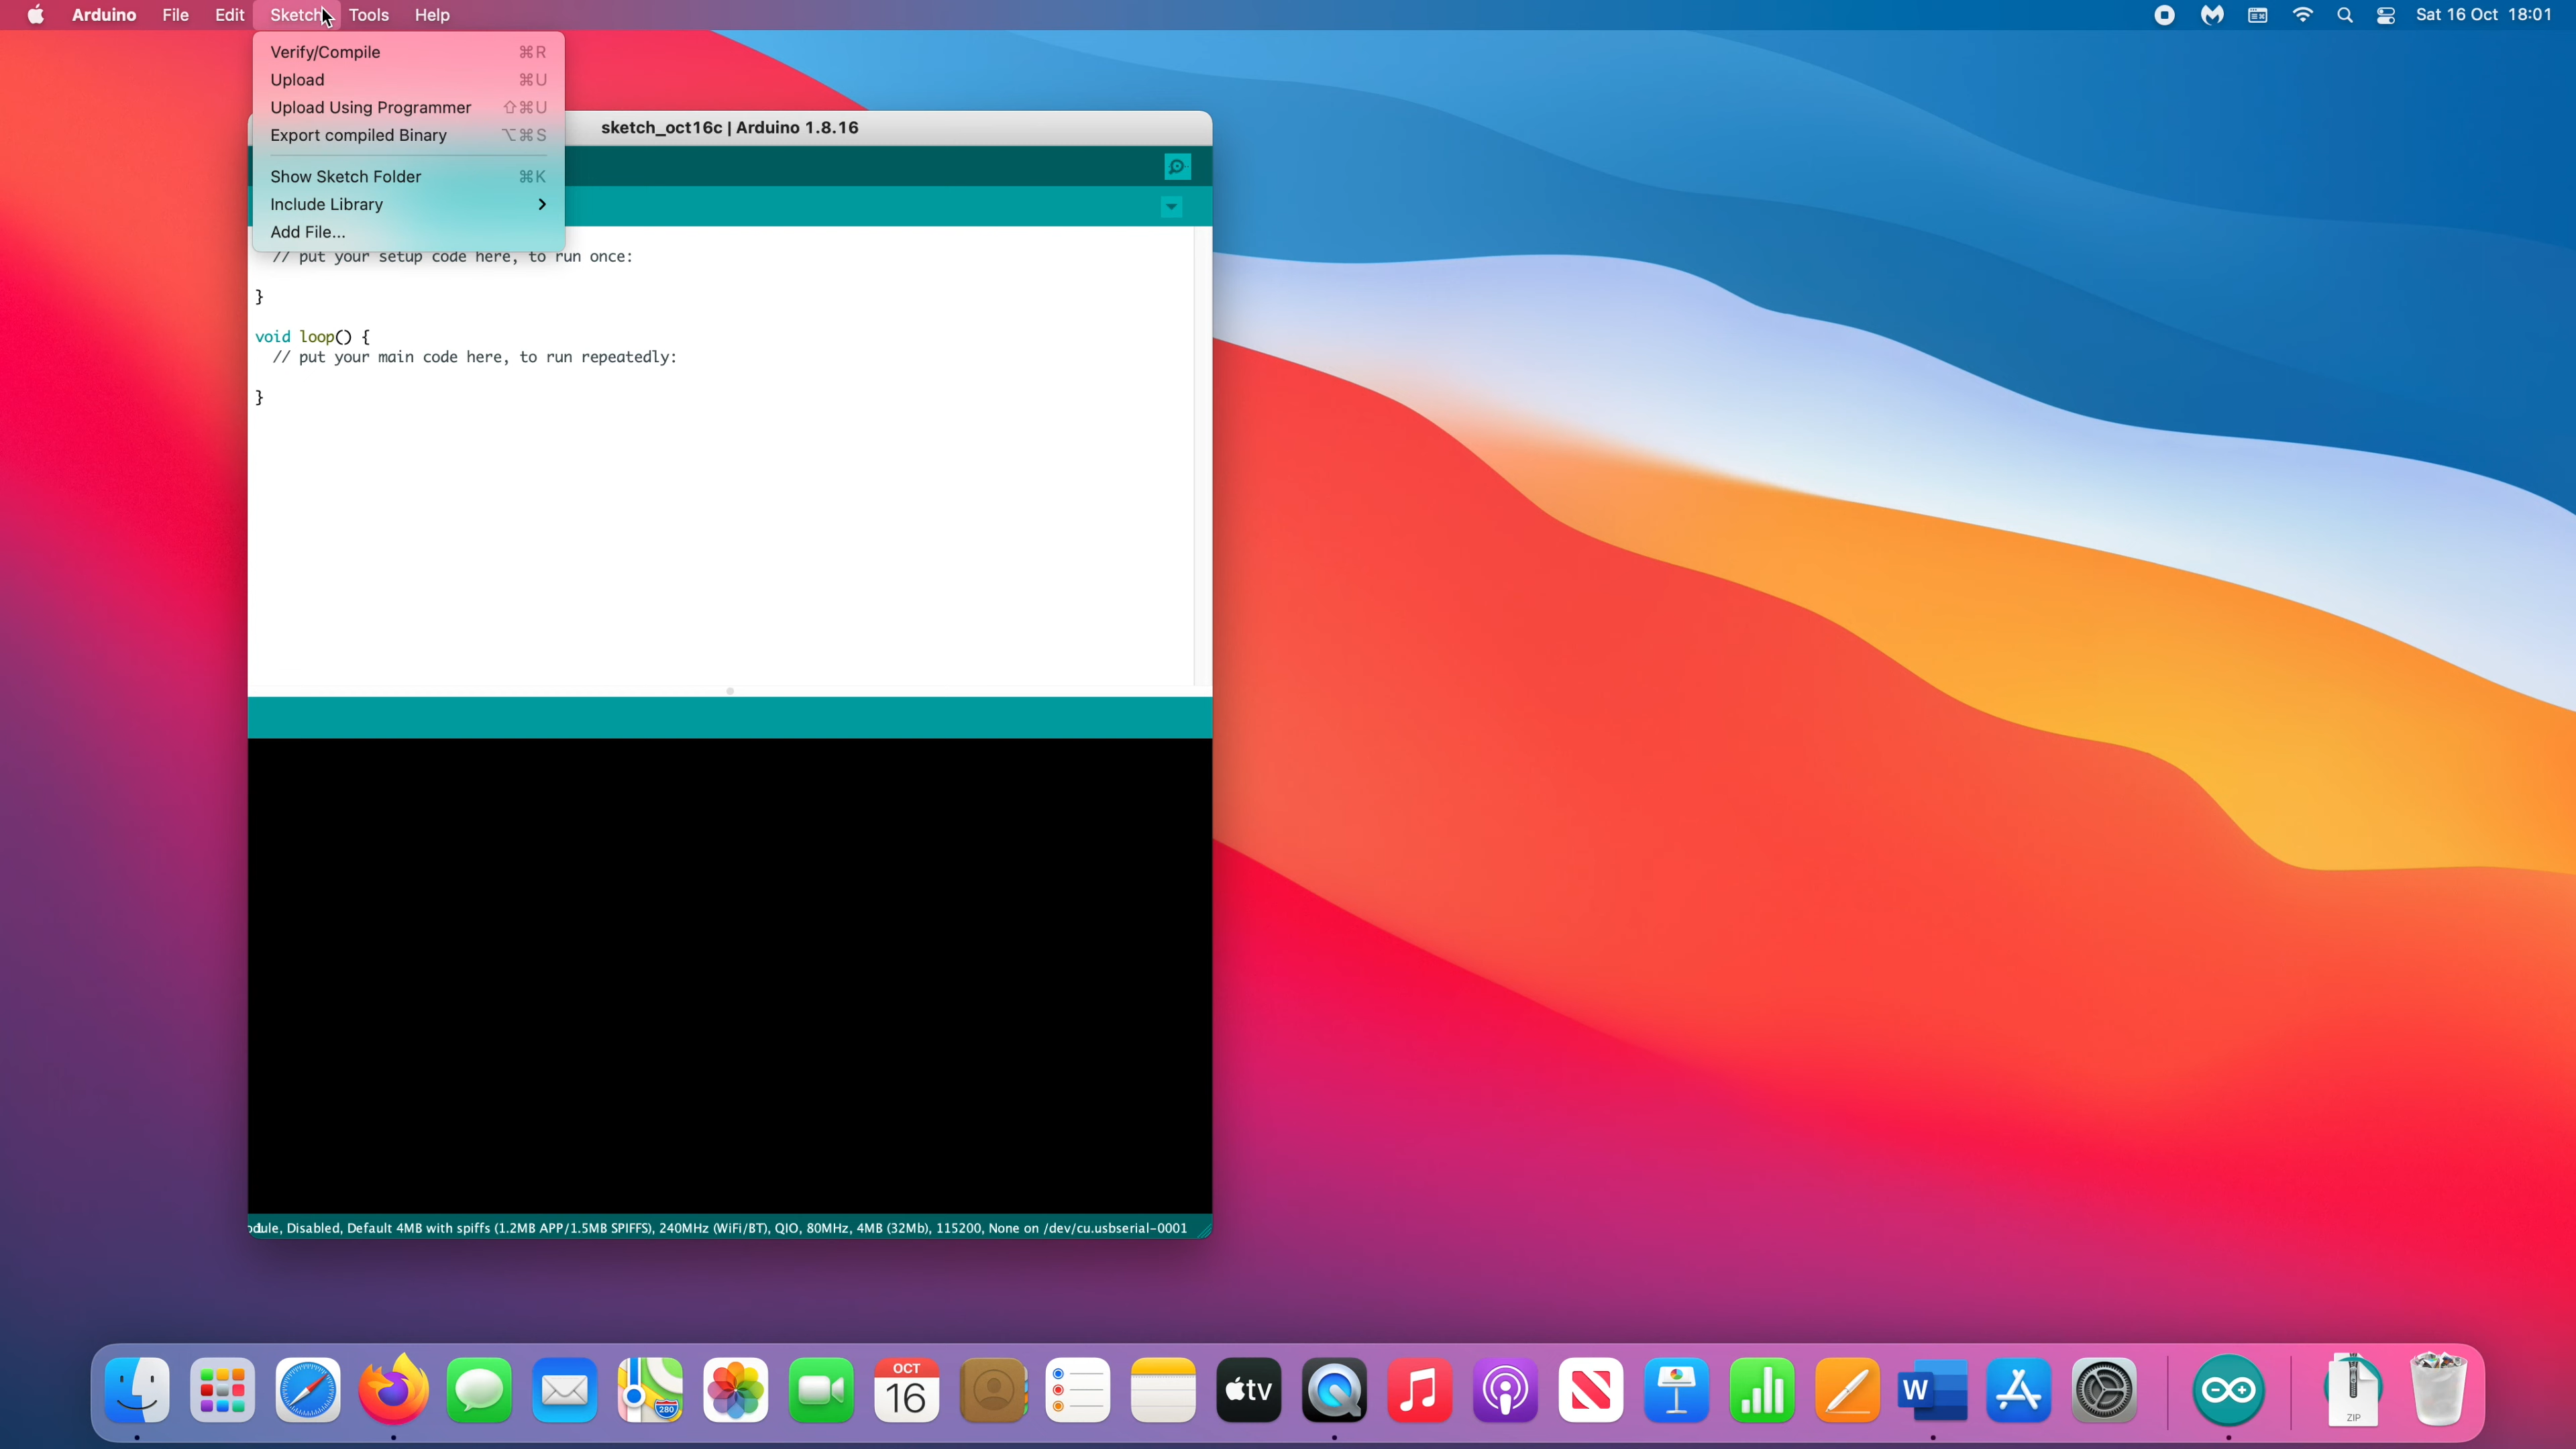 Arduino File Edit Sketch Tools Help Sat 16 Oct 18:01
Verify/Compile ⌘R
Upload ⌘U
Upload Using Programmer ⇧⌘U
Export compiled Binary ⌥⌘S
Show Sketch Folder ⌘K
Include Library >
Add File...
sketch_oct16c | Arduino 1.8.16
// put your setup code here, to run once:
}
void loop() {
// put your main code here, to run repeatedly:
}
Disabled, Default 4MB with spiffs (1.2MB APP/1.5MB SPIFFS), 240MHz (WiFi/BT), QIO, 80MHz, 4MB (32Mb), 115200, None on /dev/cu.usbserial-0001
280
OCT
16
tv
W
ZIP